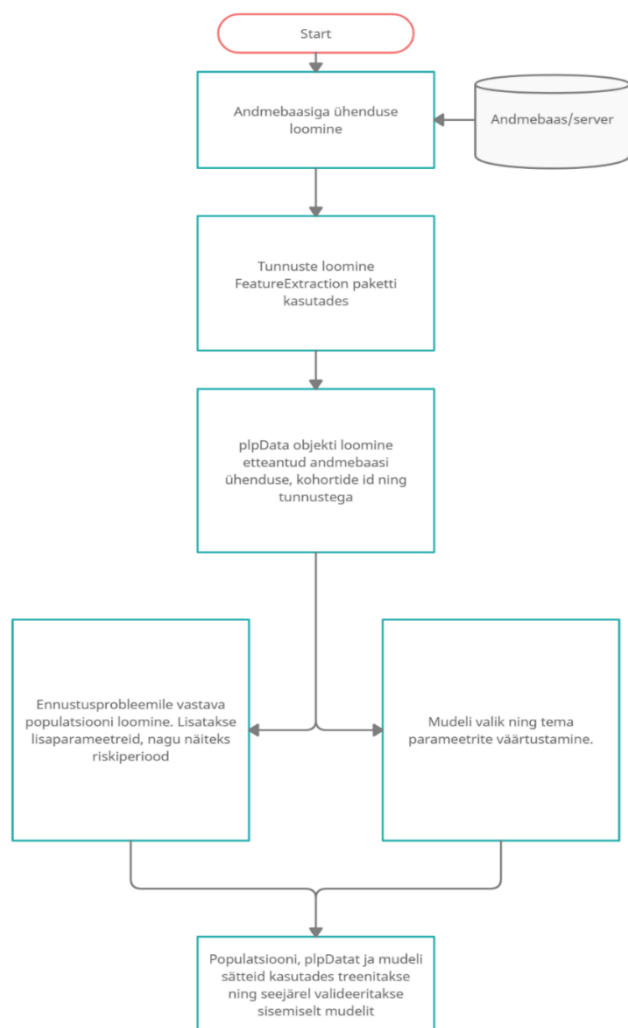 Start
Andmebaasiga ühenduse
loomine
Andmebaas/server
Tunnuste loomine
FeatureExtraction paketti
kasutades
plpData objekti loomine
etteantud andmebaasi
ühenduse, kohortide id ning
tunnustega
Ennustusprobleemile vastava
populatsiooni loomine. Lisatakse
lisaparameetreid, nagu näiteks
riskiperiood
Mudeli valik ning tema
parameetrite väärtustamine.
Populatsiooni, plpDatat ja mudeli
sätteid kasutades treenitakse
ning seejärel valideeritakse
sisemiselt mudelit